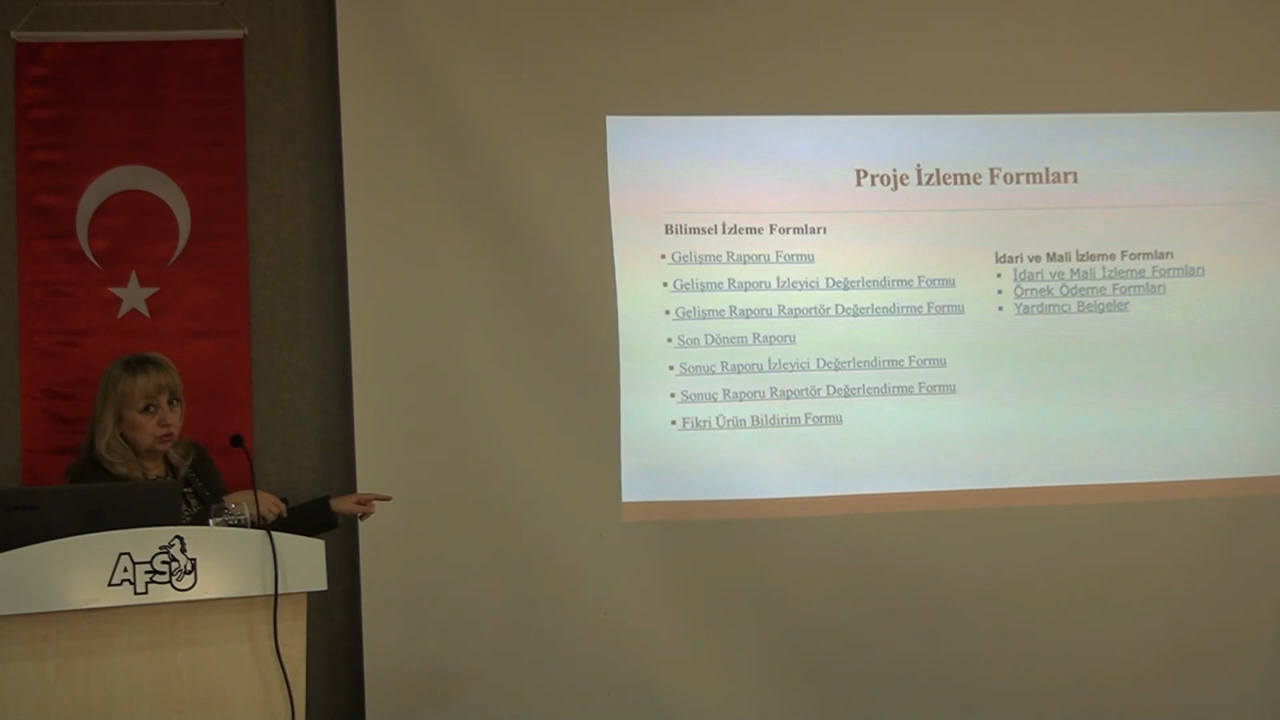 Proje İzleme Formları
Bilimsel İzleme Formları
Gelişme Raporu Formu
Gelişme Raporu İzleyici Değerlendirme Formu
Gelişme Raporu Raportör Değerlendirme Formu
Son Dönem Raporu
Sonuç Raporu İzleyici Değerlendirme Formu
Sonuç Raporu Raportör Değerlendirme Formu
Fikri Ürün Bildirim Formu
İdari ve Mali İzleme Formları
İdari ve Mali İzleme Formları
Örnek Ödeme Formları
Yardımcı Belgeler
AFSÜ